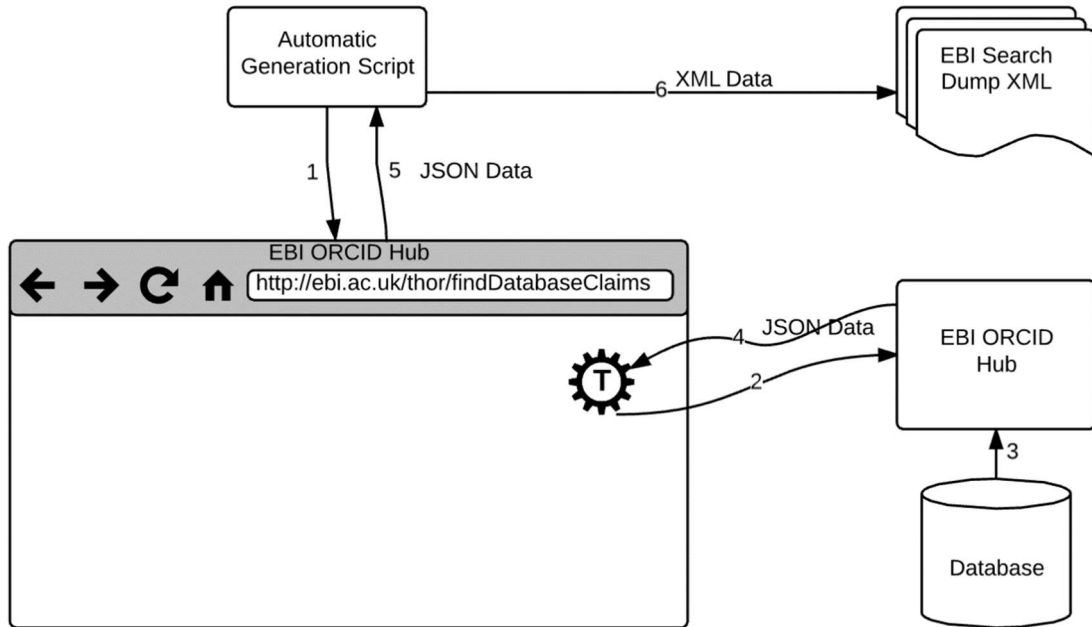 Automatic
Generation Script
EBI Search
Dump XML
6 XML Data
1
5 JSON Data
EBI ORCID Hub
http://ebi.ac.uk/thor/findDatabaseClaims
4 JSON Data
EBI ORCID
Hub
T
2
3
Database